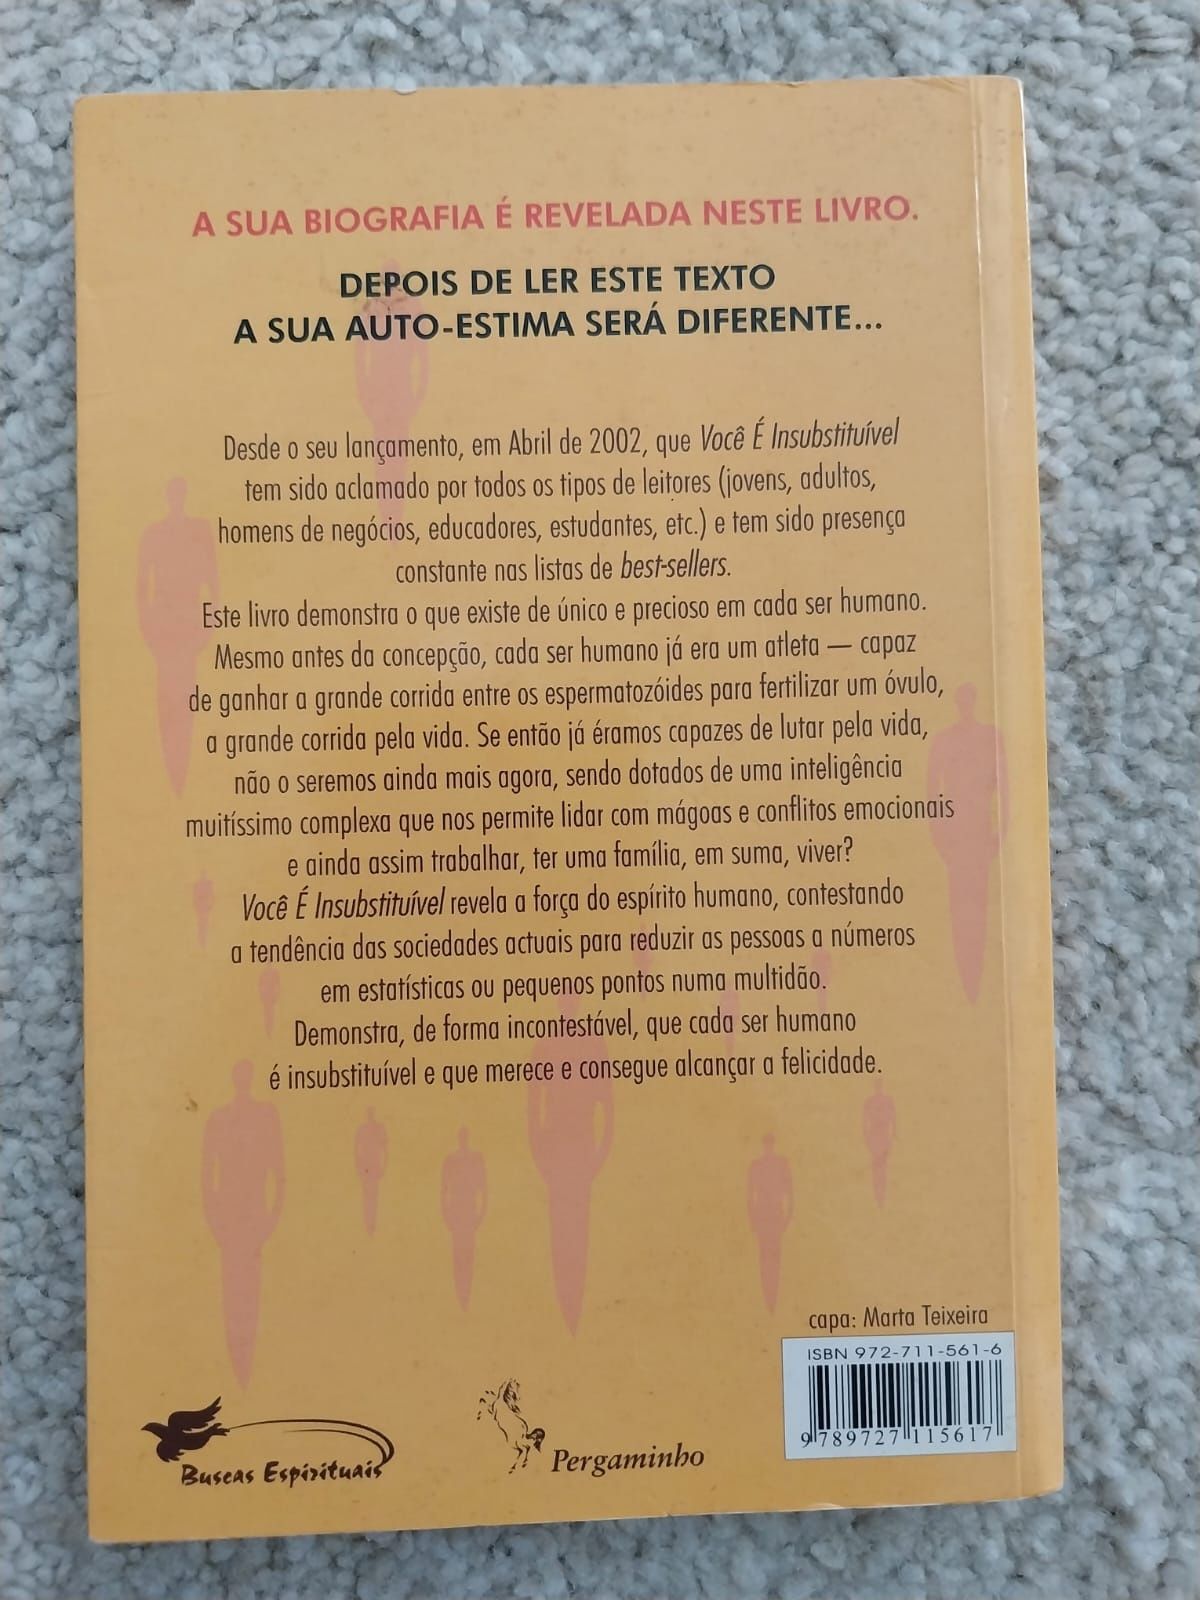 A SUA BIOGRAFIA É REVELADA NESTE LIVRO.
DEPOIS DE LER ESTE TEXTO
A SUA AUTO-ESTIMA SERÁ DIFERENTE...
Desde o seu lançamento, em Abril de 2002, que Você É Insubstituível
tem sido aclamado por todos os tipos de leitores (jovens, adultos,
homens de negócios, educadores, estudantes, etc.) e tem sido presença
constante nas listas de best-sellers.
Este livro demonstra o que existe de único e precioso em cada ser humano.
Mesmo antes da concepção, cada ser humano já era um atleta — capaz
de ganhar a grande corrida entre os espermatozóides para fertilizar um óvulo,
a grande corrida pela vida. Se então já éramos capazes de lutar pela vida,
não o seremos ainda mais agora, sendo dotados de uma inteligência
muitíssimo complexa que nos permite lidar com mágoas e conflitos emocionais
e ainda assim trabalhar, ter uma família, em suma, viver?
Você É Insubstituível revela a força do espírito humano, contestando
a tendência das sociedades actuais para reduzir as pessoas a números
em estatísticas ou pequenos pontos numa multidão.
Demonstra, de forma incontestável, que cada ser humano
é insubstituível e que merece e consegue alcançar a felicidade.
capa: Marta Teixeira
ISBN 972-711-561-6
9 789727 115617
Buscas Espirituais
Pergaminho